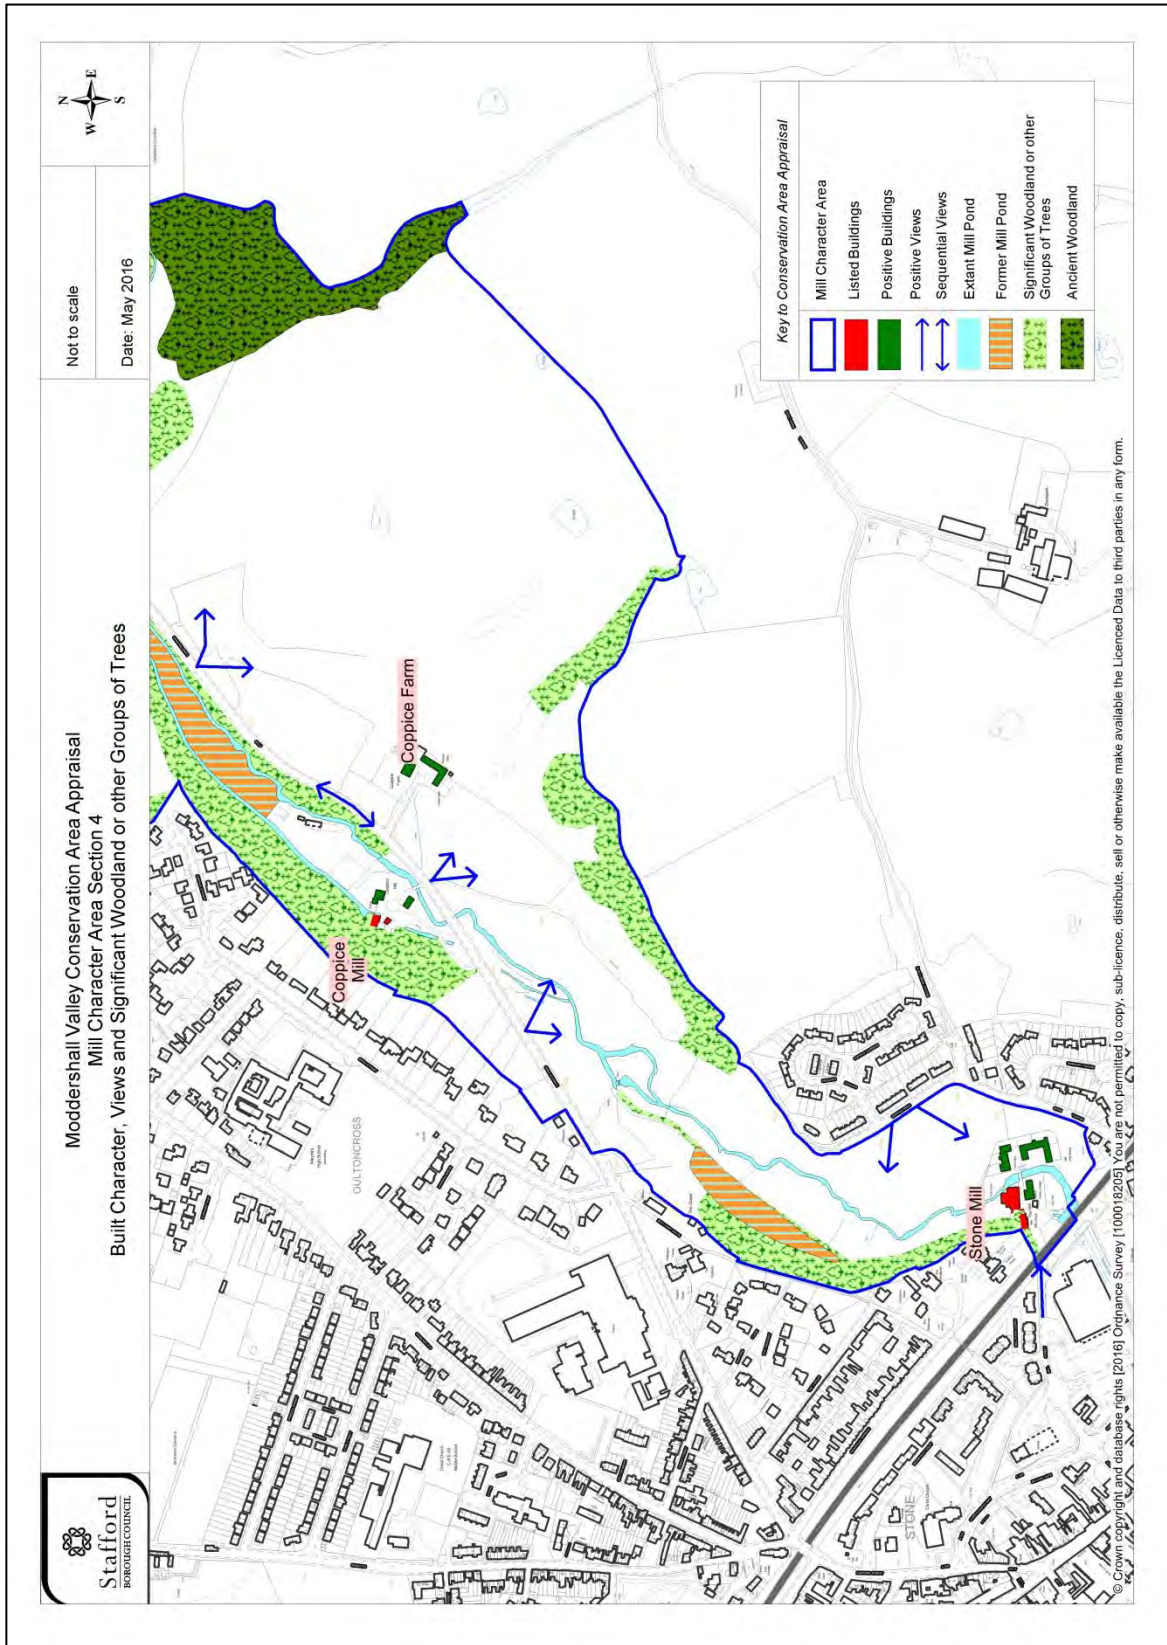 Moddershall Valley Conservation Area Appraisal
Mill Character Area Section 4
Built Character, Views and Significant Woodland or other Groups of Trees
Stafford
BOROUGH COUNCIL
Not to scale
Date: May 2016
N
E
S
W
Coppice
Mill
Coppice Farm
Stone Mill
OULTONCROSS
STONE
Key to Conservation Area Appraisal
Mill Character Area
Listed Buildings
Positive Buildings
Positive Views
Sequential Views
Extant Mill Pond
Former Mill Pond
Significant Woodland or other
Groups of Trees
Ancient Woodland
© Crown copyright and database rights [2016] Ordnance Survey [100018205] You are not permitted to copy, sub-licence, distribute, sell or otherwise make available the Licenced Data to third parties in any form.